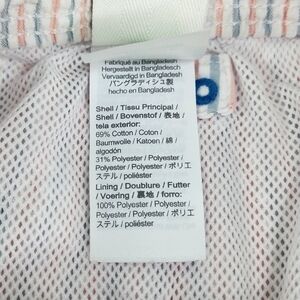 Fabriqué au Bangladesh
Hergestellt in Bangladesh
Vervaardigd in Bangladesh
バングラディシュ製
hecho en Bangladesh
Shell / Tissu Principal /
Shell / Bovenstof / 表地 /
tela exterior:
69% Cotton / Coton /
Baumwolle / Katoen / 綿 /
algodón
31% Polyester / Polyester /
Polyester / Polyester / ポリエ
ステル / poliéster
Lining / Doublure / Futter
/ Voering / 裏地 / forro:
100% Polyester / Polyester /
Polyester / Polyester / ポリエ
ステル / poliéster